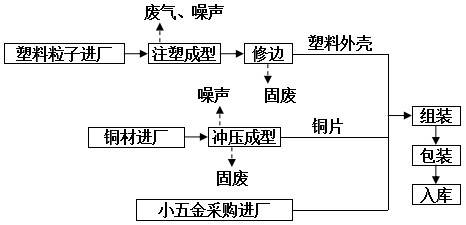 废气、噪声
塑料粒子进厂
注塑成型
修边
塑料外壳
固废
噪声
铜材进厂
冲压成型
铜片
固废
小五金采购进厂
组装
包装
入库